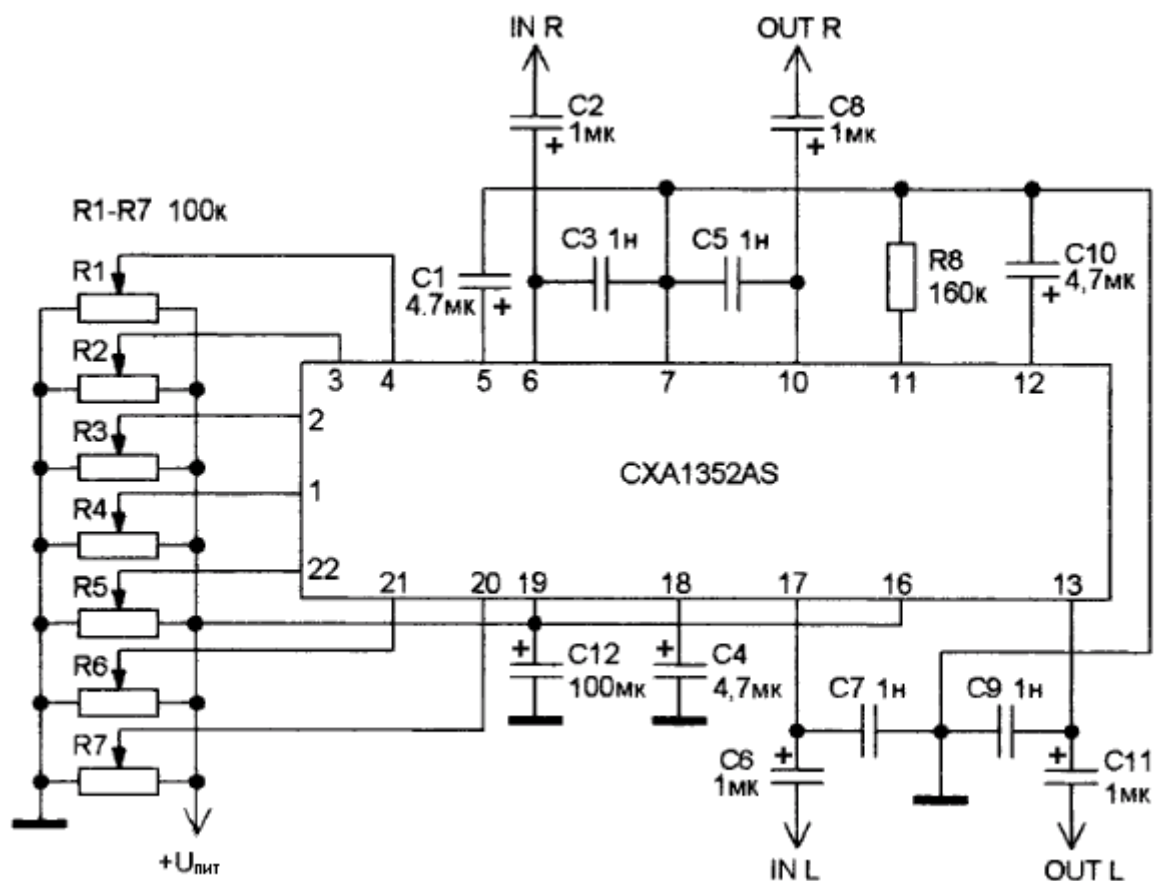 IN R
OUT R
C2
1мк
+
C8
1мк
+
R1-R7 100к
C3 1н
C5 1н
R1
C1
4.7мк
+
R8
160к
C10
4,7мк
+
R2
3
4
5
6
7
10
11
12
R3
2
CXA1352AS
R4
1
R5
22
21
20
19
18
17
16
13
R6
+
C12
100мк
+
C4
4,7мк
C7 1н
C9 1н
R7
C6
1мк
+
+
C11
1мк
+Uпит
IN L
OUT L